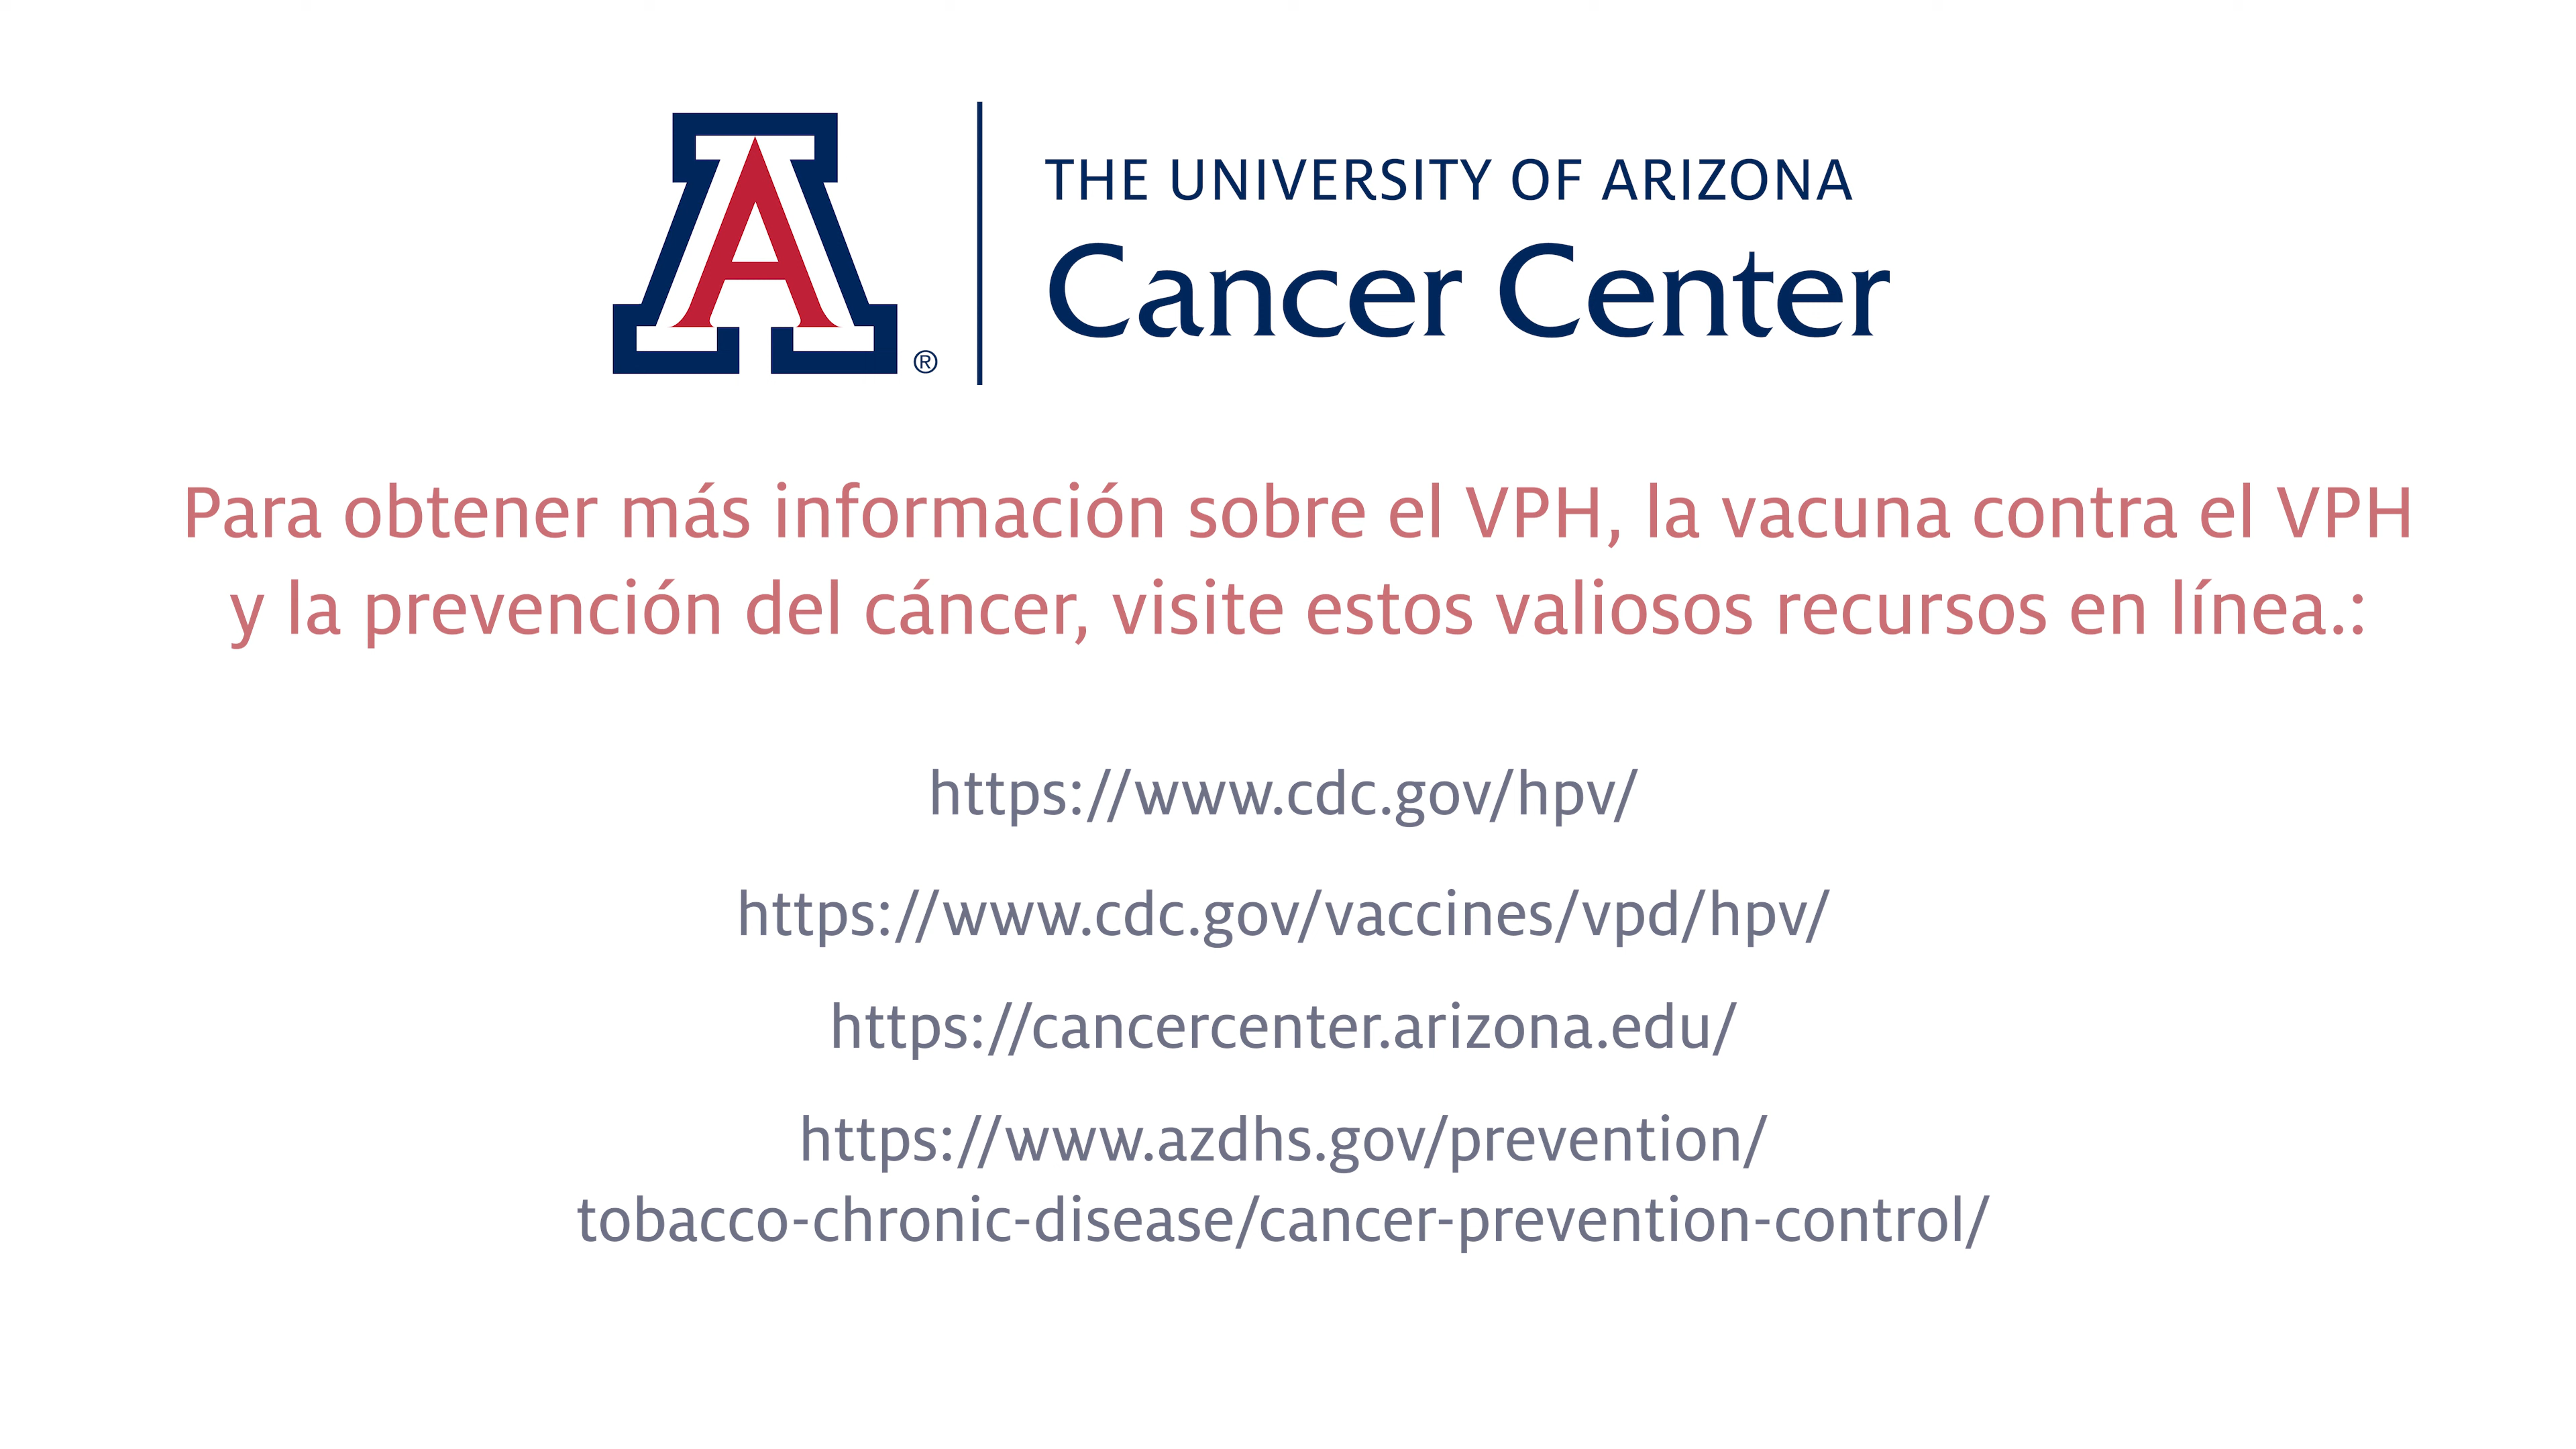 A ®
THE UNIVERSITY OF ARIZONA
Cancer Center
Para obtener más información sobre el VPH, la vacuna contra el VPH
y la prevención del cáncer, visite estos valiosos recursos en línea.:
https://www.cdc.gov/hpv/
https://www.cdc.gov/vaccines/vpd/hpv/
https://cancercenter.arizona.edu/
https://www.azdhs.gov/prevention/
tobacco-chronic-disease/cancer-prevention-control/